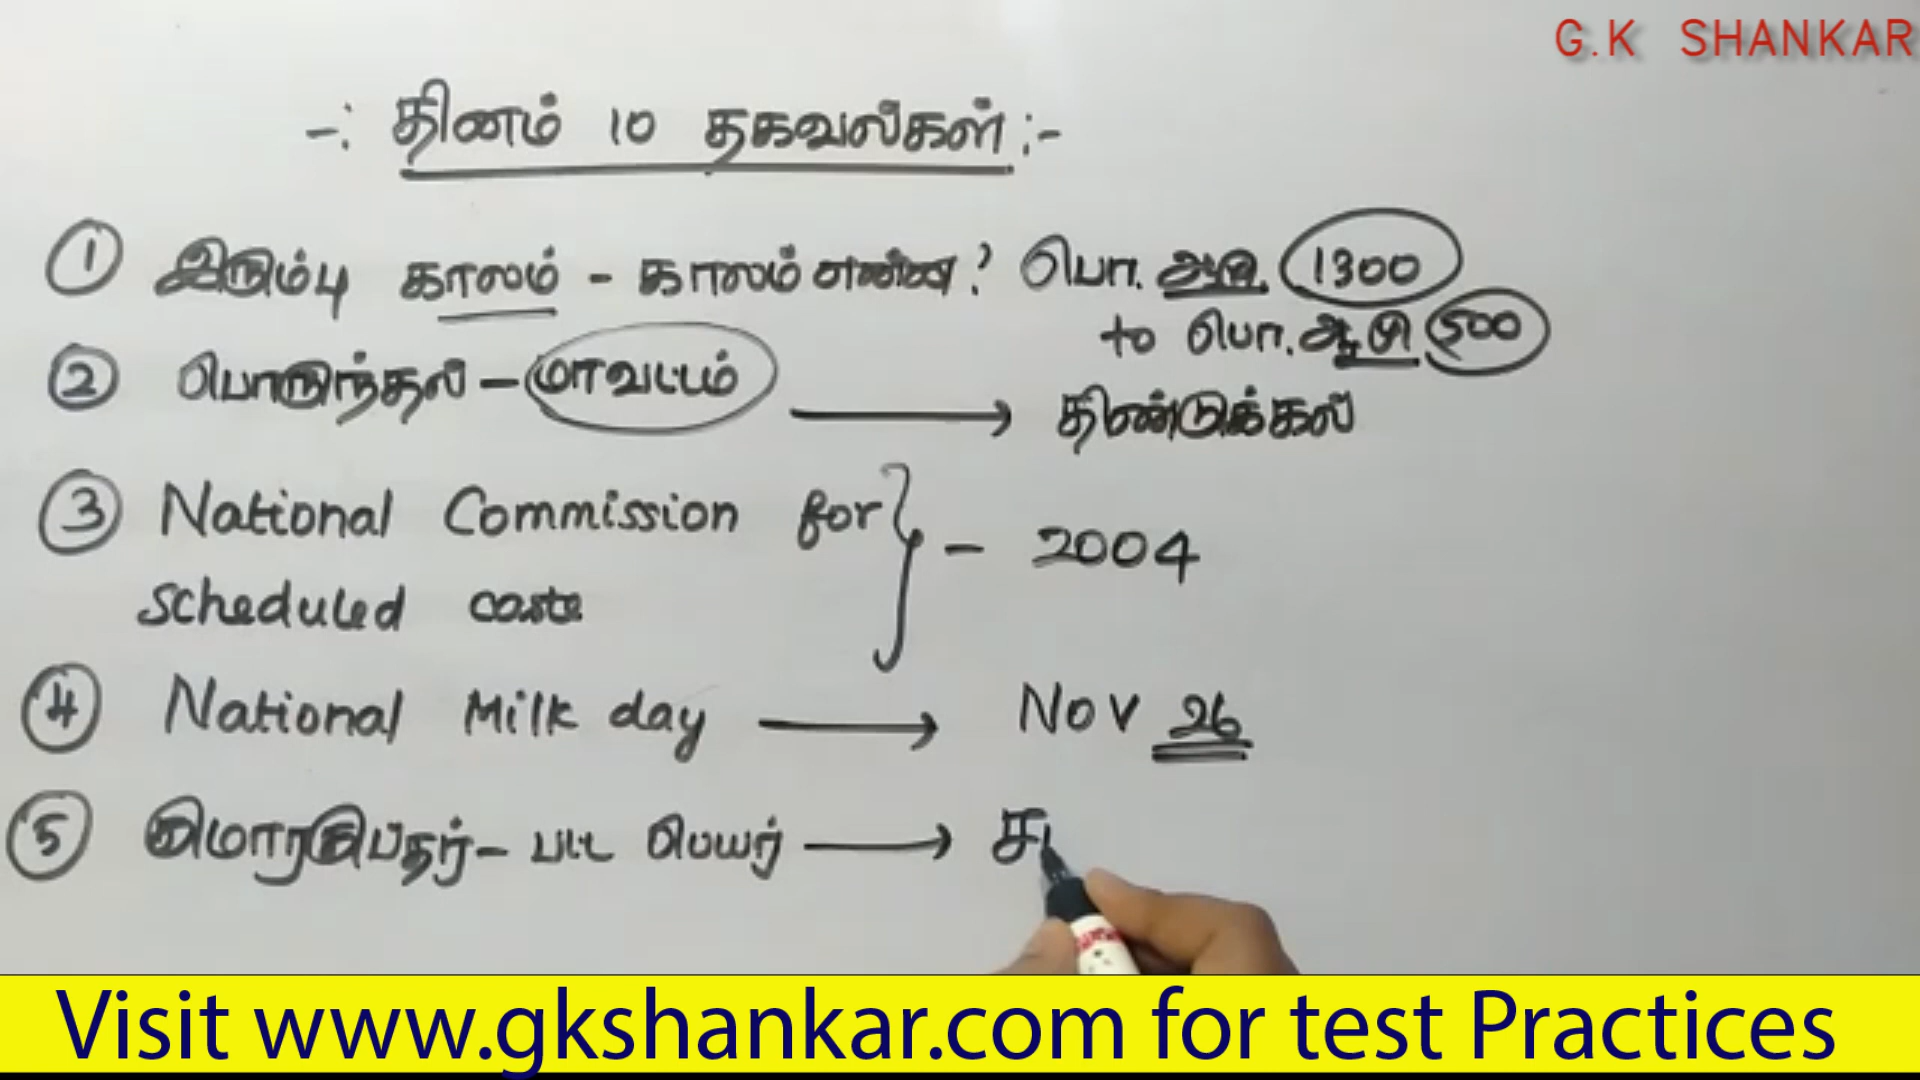 G.K SHANKAR
-: தினம் 10 தகவல்கள் :-
① இரும்பு காலம் - காலம் என்ன? பொ.ஆமு. 1300
to பொ.ஆமு 500
② பொருந்தல் - மாவட்டம் → திண்டுக்கல்
③ National Commission for
scheduled caste - 2004
④ National Milk day → Nov 26
⑤ - பட்ட பெயர் → ச
Visit www.gkshankar.com for test Practices